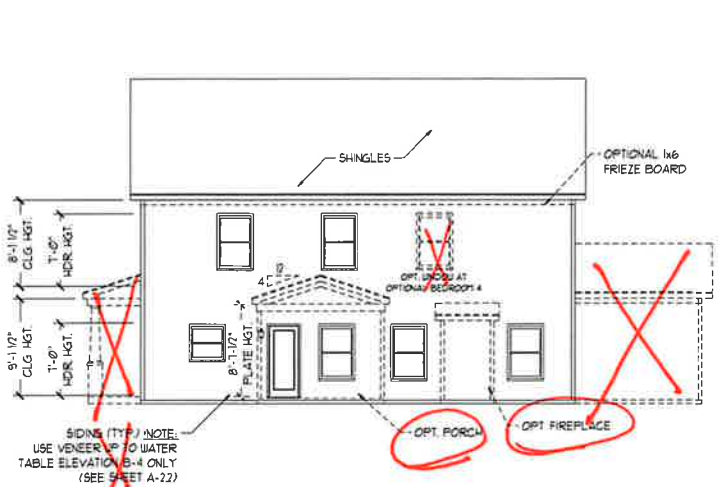 SHINGLES
OPTIONAL 1x6
FRIEZE BOARD
8'-1 1/2"
CLG. HGT.
7'-0"
HDR. HGT.
OPT. WINDOW AT
OPTIONAL BEDROOM 4
4
9'-1 1/2"
CLG HGT.
7'-0"
HDR. HGT.
8'-1-1/2"
PLATE HGT.
SIDING (TYP.) NOTE:
USE VENEER UP TO WATER
TABLE ELEVATION B-4 ONLY
(SEE SHEET A-2.2)
OPT. PORCH
OPT FIREPLACE